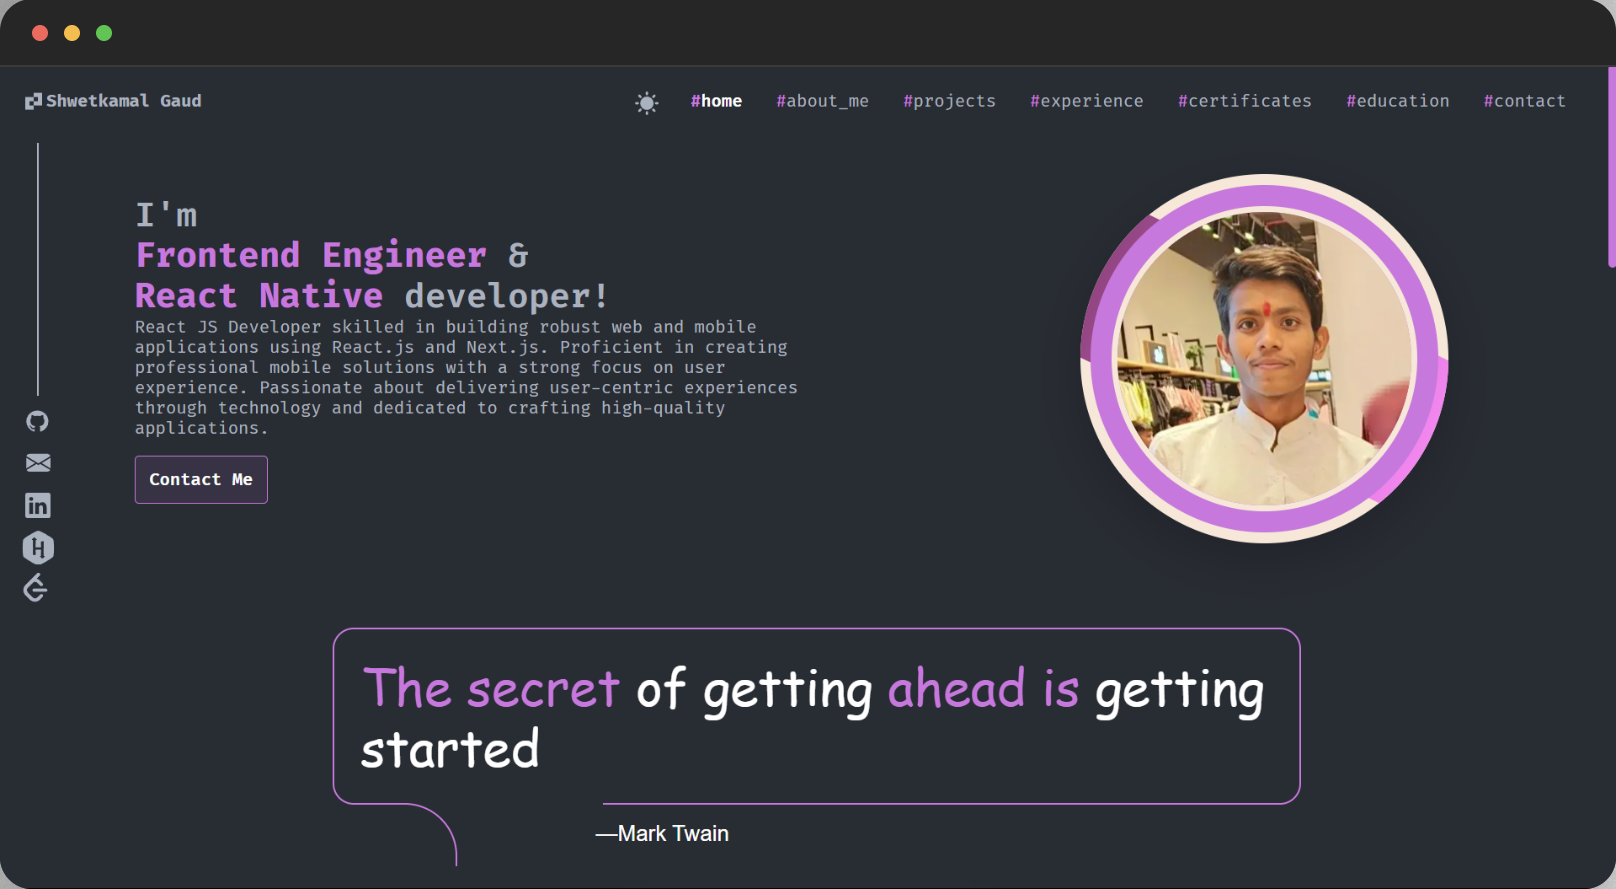 Shwetkamal Gaud
#home #about_me #projects #experience #certificates #education #contact
I'm
Frontend Engineer &
React Native developer!
React JS Developer skilled in building robust web and mobile
applications using React.js and Next.js. Proficient in creating
professional mobile solutions with a strong focus on user
experience. Passionate about delivering user-centric experiences
through technology and dedicated to crafting high-quality
applications.
Contact Me
in
The secret of getting ahead is getting
started
—Mark Twain